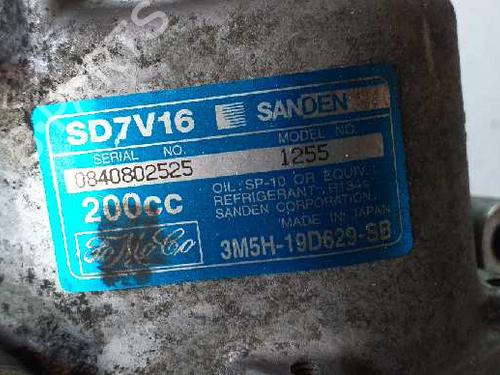 SD7V16 SANDEN
SERIAL NO. MODEL NO.
0840802525 1255
OIL: SP-10 OR EQUIV.
REFRIGERANT: R134a
200cc SANDEN CORPORATION
MADE IN JAPAN
FoMoCo 3M5H-19D629-SB